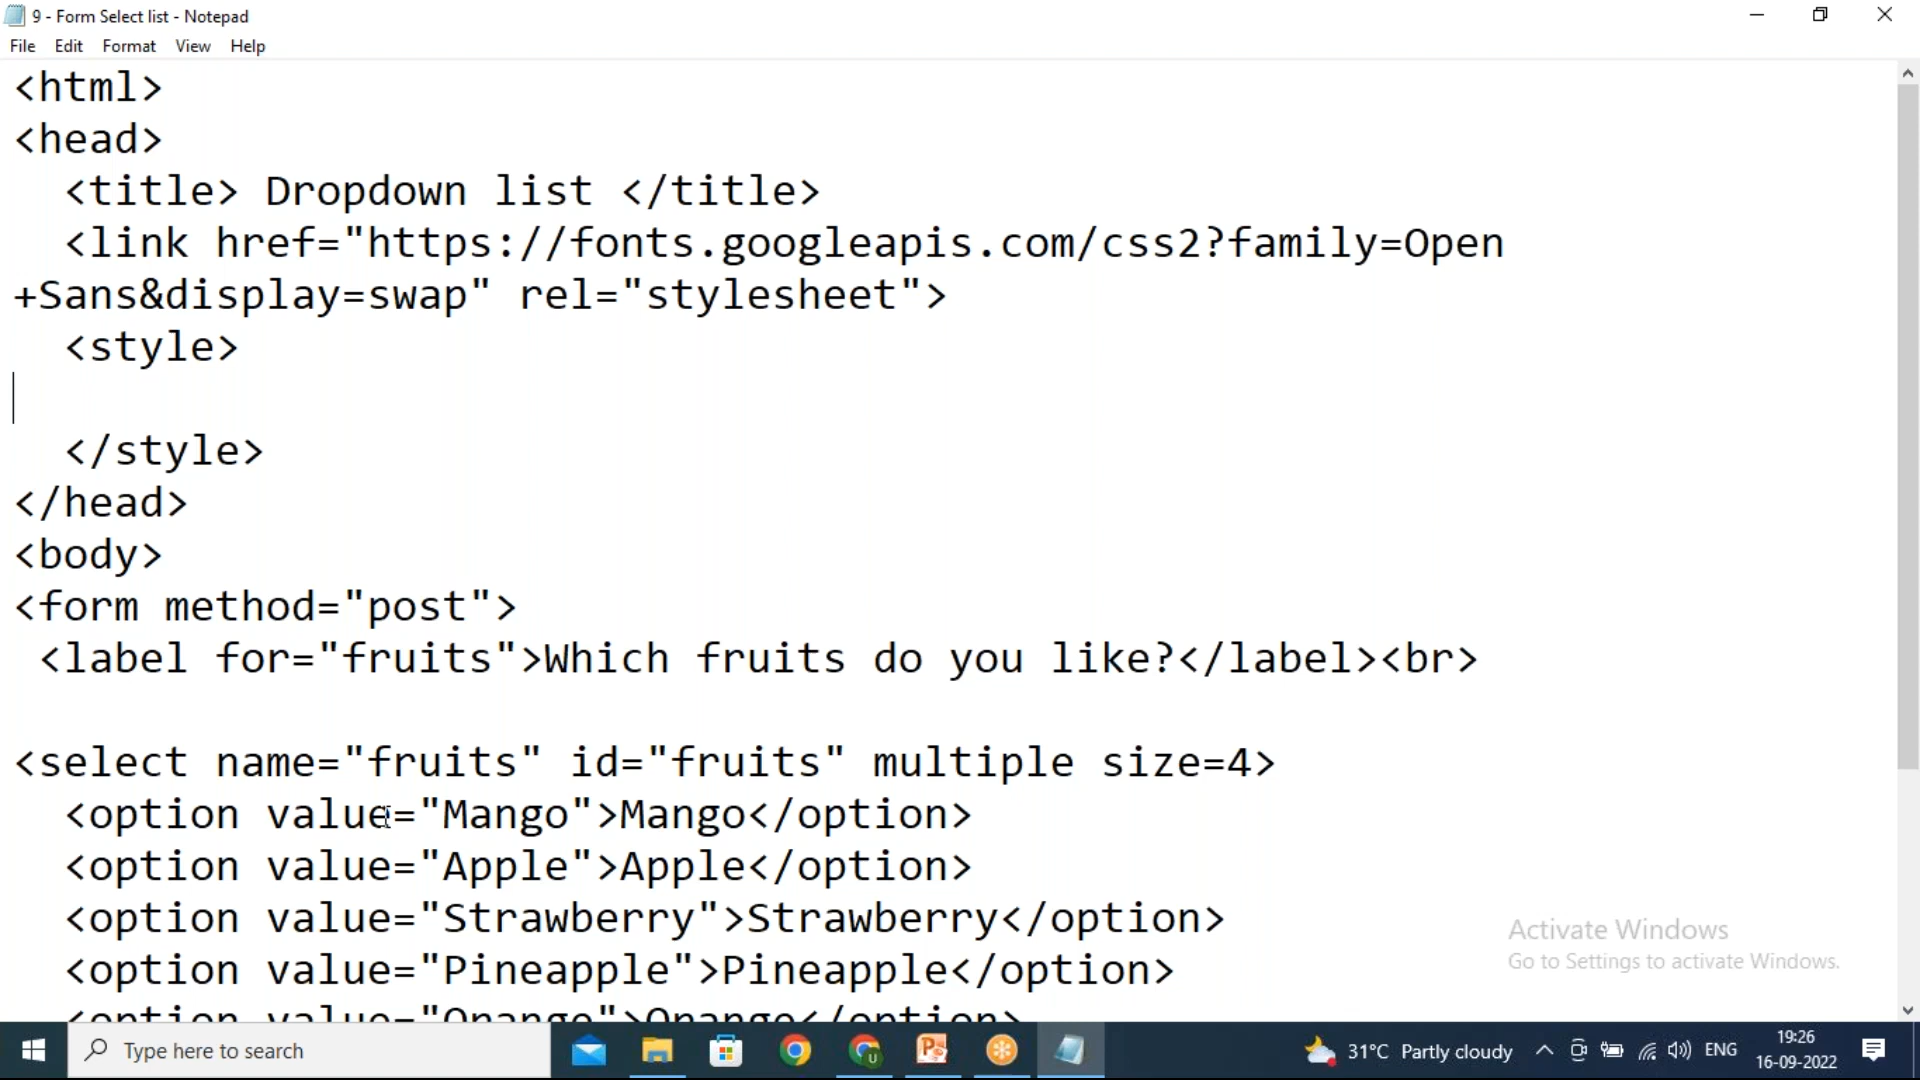 9 - Form Select list - Notepad
File Edit Format View Help
<html>
<head>
<title> Dropdown list </title>
<link href="https://fonts.googleapis.com/css2?family=Open
+Sans&display=swap" rel="stylesheet">
<style>
</style>
</head>
<body>
<form method="post">
<label for="fruits">Which fruits do you like?</label><br>
<select name="fruits" id="fruits" multiple size=4>
<option value="Mango">Mango</option>
<option value="Apple">Apple</option>
<option value="Strawberry">Strawberry</option>
<option value="Pineapple">Pineapple</option>
<option value="Orange">Orange</option>
Activate Windows
Go to Settings to activate Windows.
Type here to search
U
31°C Partly cloudy
ENG
19:26
16-09-2022